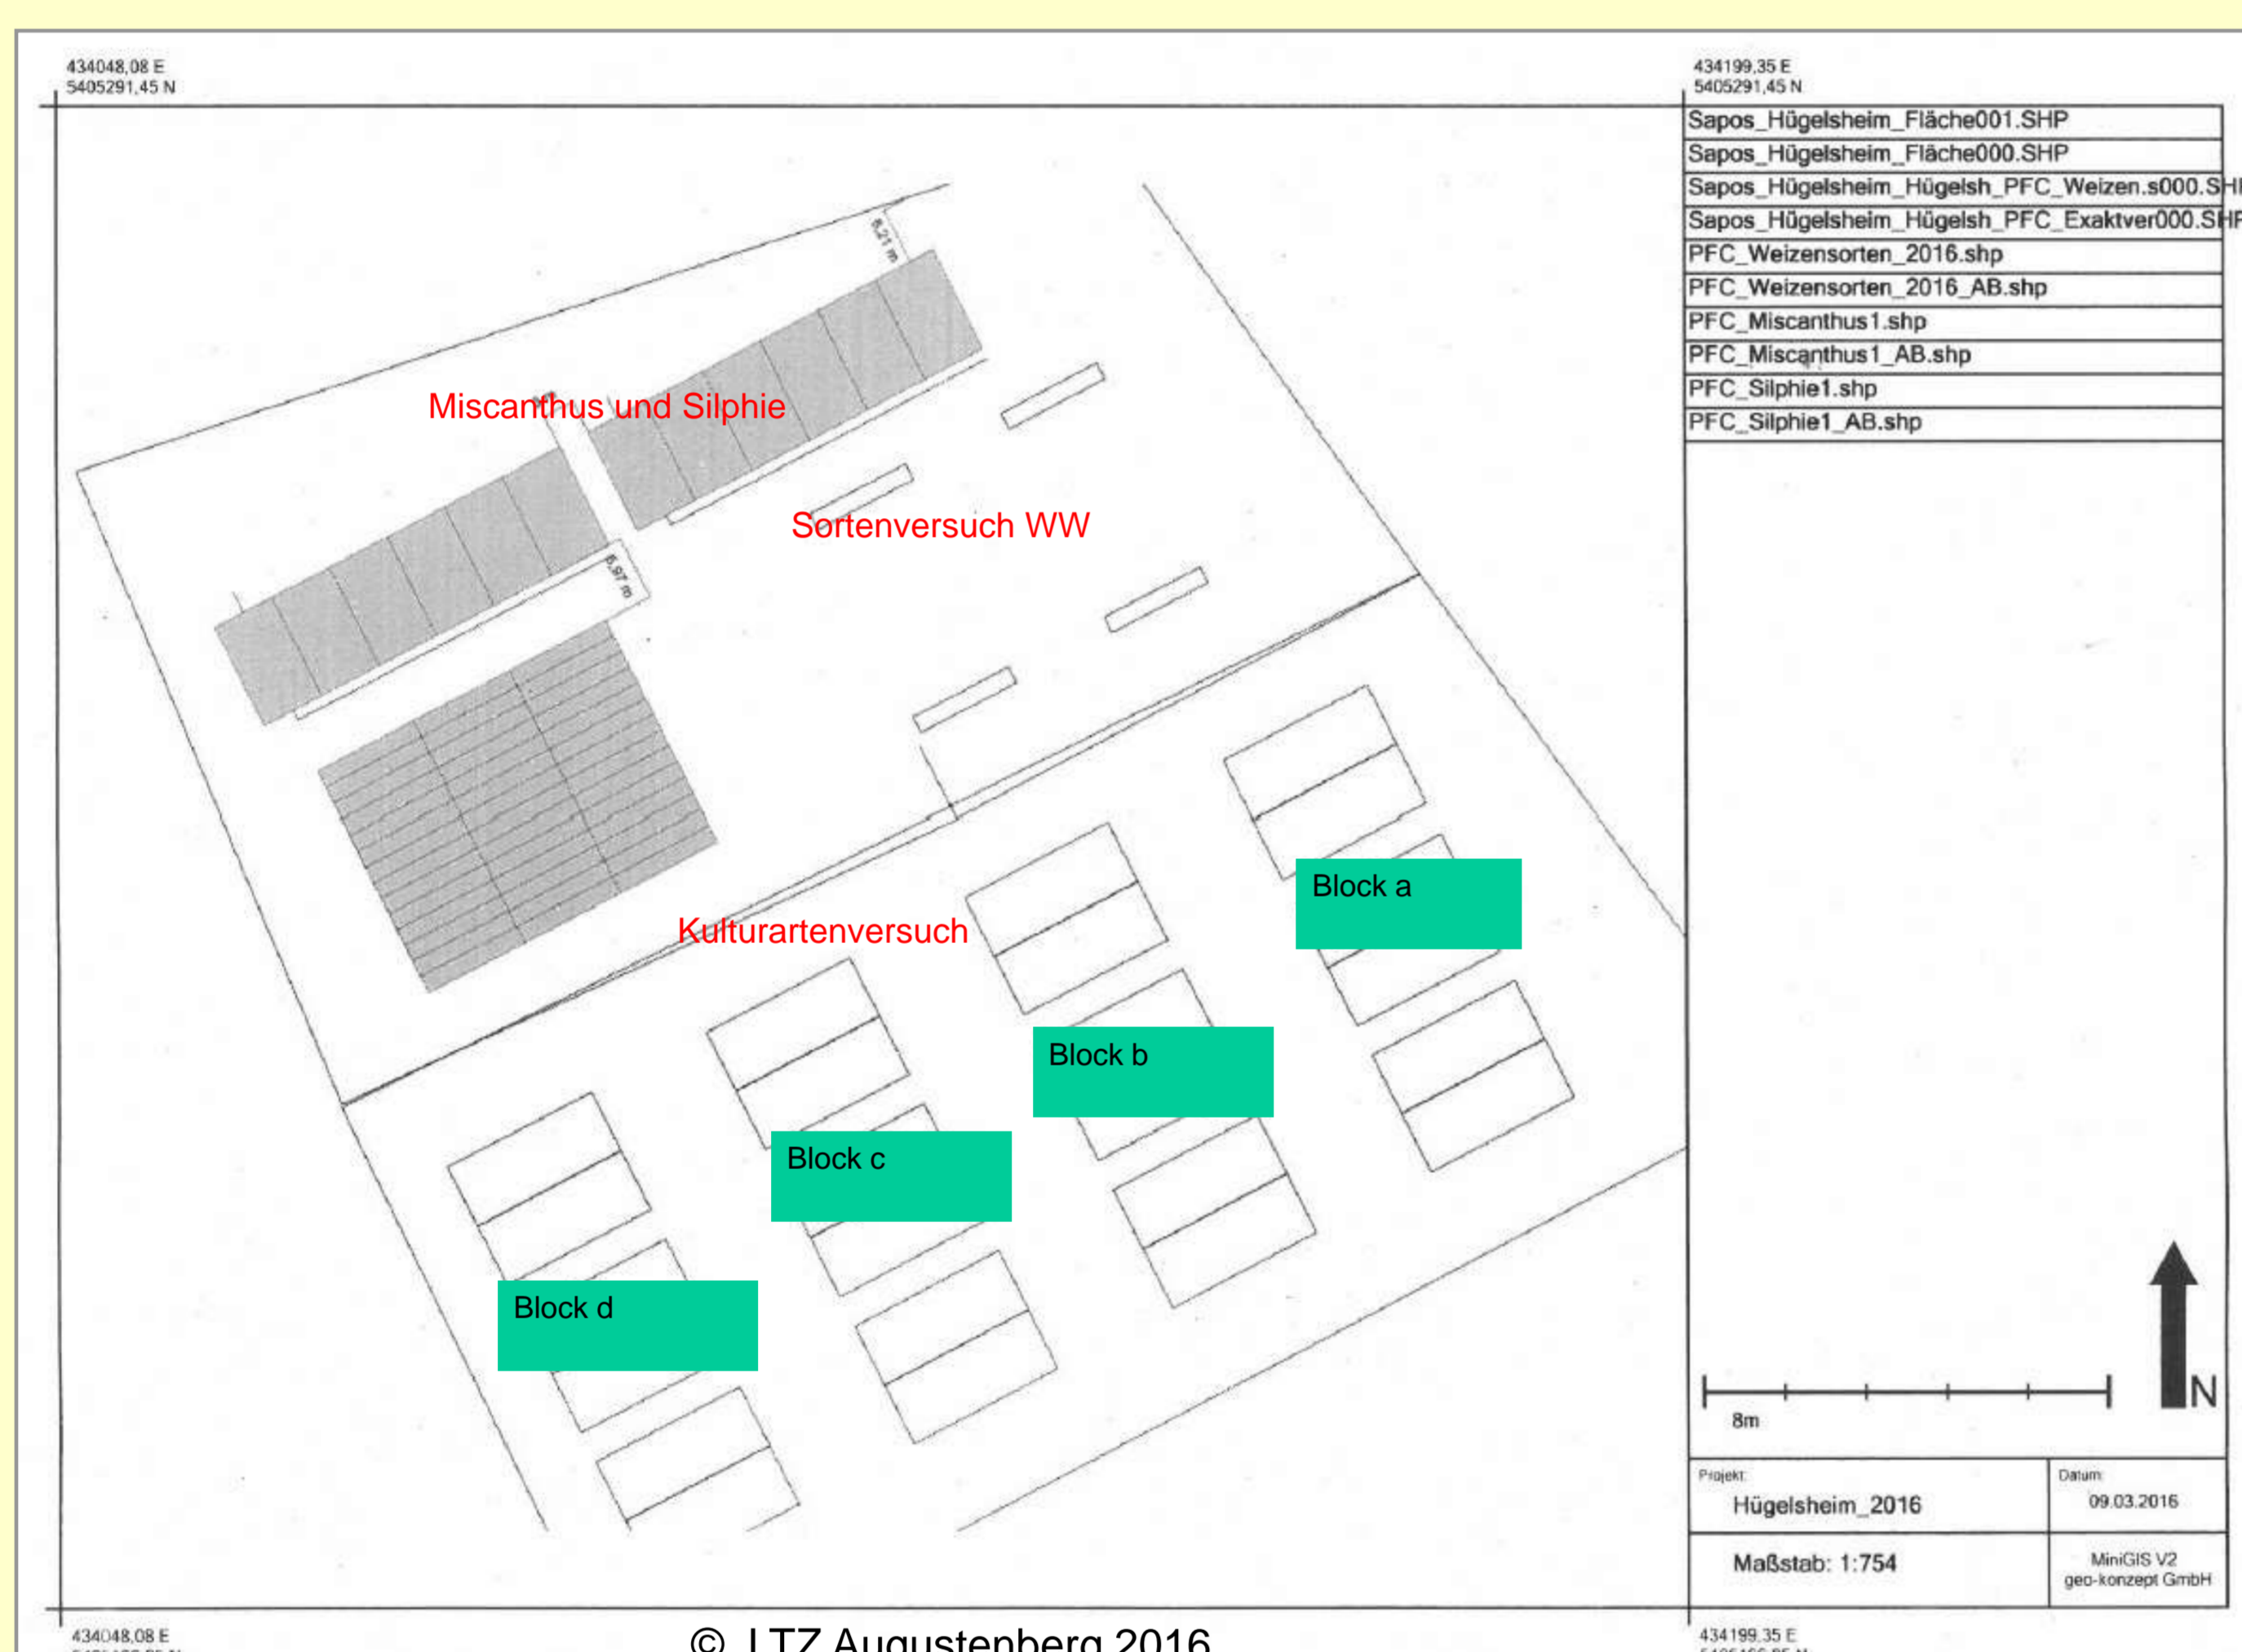 434048,08 E
5405291,45 N
434199,35 E
5405291,45 N
Sapos_Hügelsheim_Fläche001.SHP
Sapos_Hügelsheim_Fläche000.SHP
Sapos_Hügelsheim_Hügelsh_PFC_Weizen.s000.SH
Sapos_Hügelsheim_Hügelsh_PFC_Exaktver000.SHP
PFC_Weizensorten_2016.shp
PFC_Weizensorten_2016_AB.shp
PFC_Miscanthus1.shp
PFC_Miscanthus1_AB.shp
PFC_Silphie1.shp
PFC_Silphie1_AB.shp
6,21 m
Miscanthus und Silphie
Sortenversuch WW
6,97 m
Kulturartenversuch
Block a
Block b
Block c
Block d
8m
N
Projekt:
Hügelsheim_2016
Datum:
09.03.2016
Maßstab: 1:754
MiniGIS V2
geo-konzept GmbH
434048,08 E
434199,35 E
© LTZ Augustenberg 2016